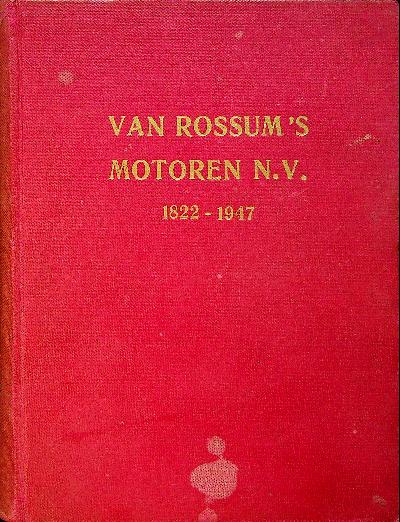 VAN ROSSUM'S
MOTOREN N.V.
1822 - 1947